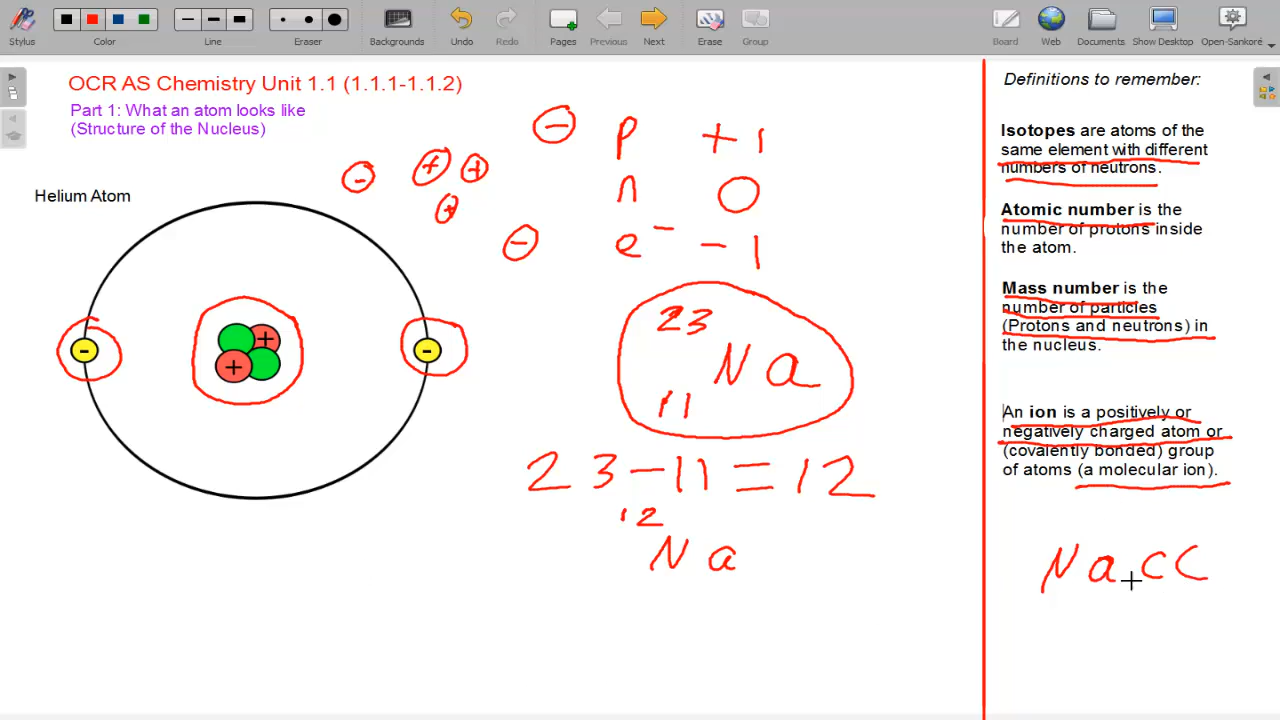 Stylus
Color
Line
Eraser
Backgrounds
Undo
Redo
Pages
Previous
Next
Erase
Group
Board
Web
Documents
Show Desktop
Open-Sankoré
OCR AS Chemistry Unit 1.1 (1.1.1-1.1.2)
Part 1: What an atom looks like
(Structure of the Nucleus)
Helium Atom
+
+
-
-
-
+
+
+
-
-
p +1
n 0
e⁻ -1
23
Na
11
23-11=12
12
Na
Definitions to remember:
Isotopes are atoms of the
same element with different
numbers of neutrons.
Atomic number is the
number of protons inside
the atom.
Mass number is the
number of particles
(Protons and neutrons) in
the nucleus.
An ion is a positively or
negatively charged atom or
(covalently bonded) group
of atoms (a molecular ion).
NaCl